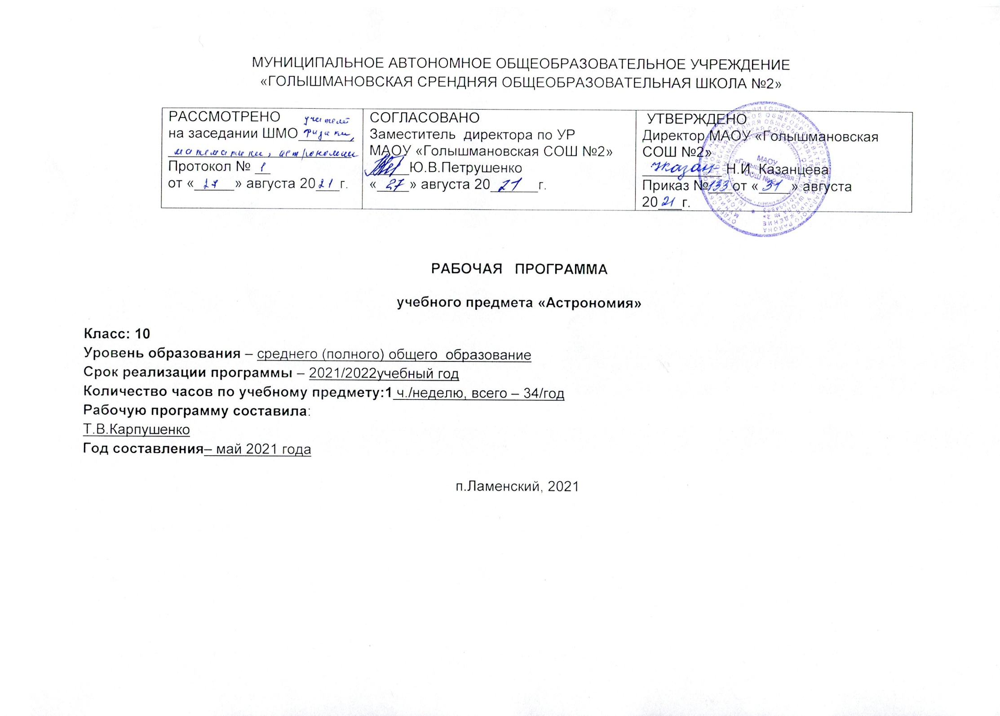 МУНИЦИПАЛЬНОЕ АВТОНОМНОЕ ОБЩЕОБРАЗОВАТЕЛЬНОЕ УЧРЕЖДЕНИЕ
«ГОЛЫШМАНОВСКАЯ СРЕНДНЯЯ ОБЩЕОБРАЗОВАТЕЛЬНАЯ ШКОЛА №2»
РАССМОТРЕНО учителей
на заседании ШМО физики,
математики, астрономии
Протокол № 1
от «27» августа 2021 г.
СОГЛАСОВАНО
Заместитель директора по УР
МАОУ «Голышмановская СОШ №2»
Ю.В.Петрушенко
«27» августа 20 21 г.
УТВЕРЖДЕНО
Директор МАОУ «Голышмановская
СОШ №2»
Н.И. Казанцева
Приказ №133 от «31» августа
2021 г.
МАОУ
«Голышмановская
СОШ №2»
РАБОЧАЯ ПРОГРАММА
учебного предмета «Астрономия»
Класс: 10
Уровень образования – среднего (полного) общего образование
Срок реализации программы – 2021/2022учебный год
Количество часов по учебному предмету:1 ч./неделю, всего – 34/год
Рабочую программу составила:
Т.В.Карпушенко
Год составления– май 2021 года
п.Ламенский, 2021